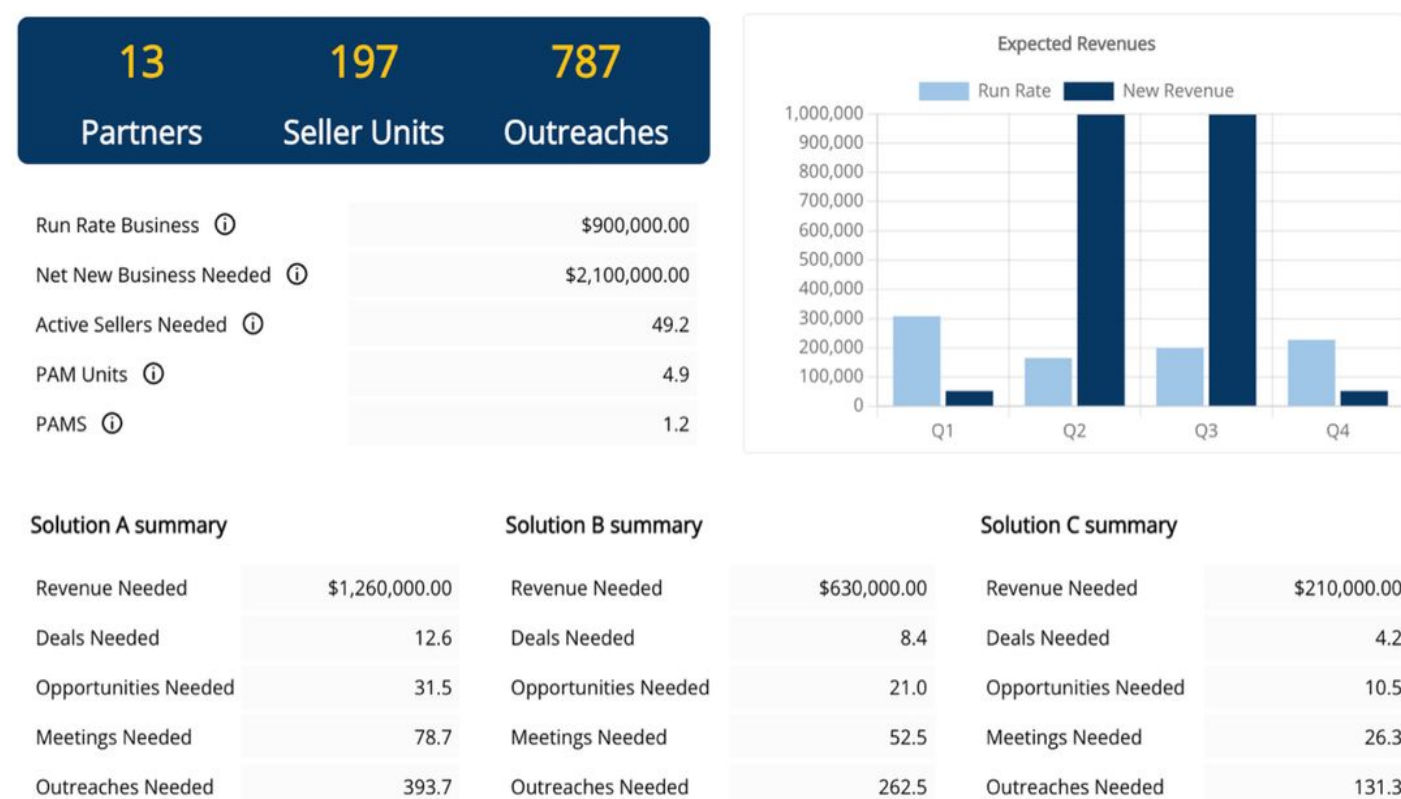 13 197 787
Partners Seller Units Outreaches
Run Rate Business $900,000.00
Net New Business Needed $2,100,000.00
Active Sellers Needed 49.2
PAM Units 4.9
PAMS 1.2
Expected Revenues
Run Rate New Revenue
1,000,000
900,000
800,000
700,000
600,000
500,000
400,000
300,000
200,000
100,000
0
Q1 Q2 Q3 Q4
Solution A summary
Revenue Needed $1,260,000.00
Deals Needed 12.6
Opportunities Needed 31.5
Meetings Needed 78.7
Outreaches Needed 393.7
Solution B summary
Revenue Needed $630,000.00
Deals Needed 8.4
Opportunities Needed 21.0
Meetings Needed 52.5
Outreaches Needed 262.5
Solution C summary
Revenue Needed $210,000.00
Deals Needed 4.2
Opportunities Needed 10.5
Meetings Needed 26.3
Outreaches Needed 131.3